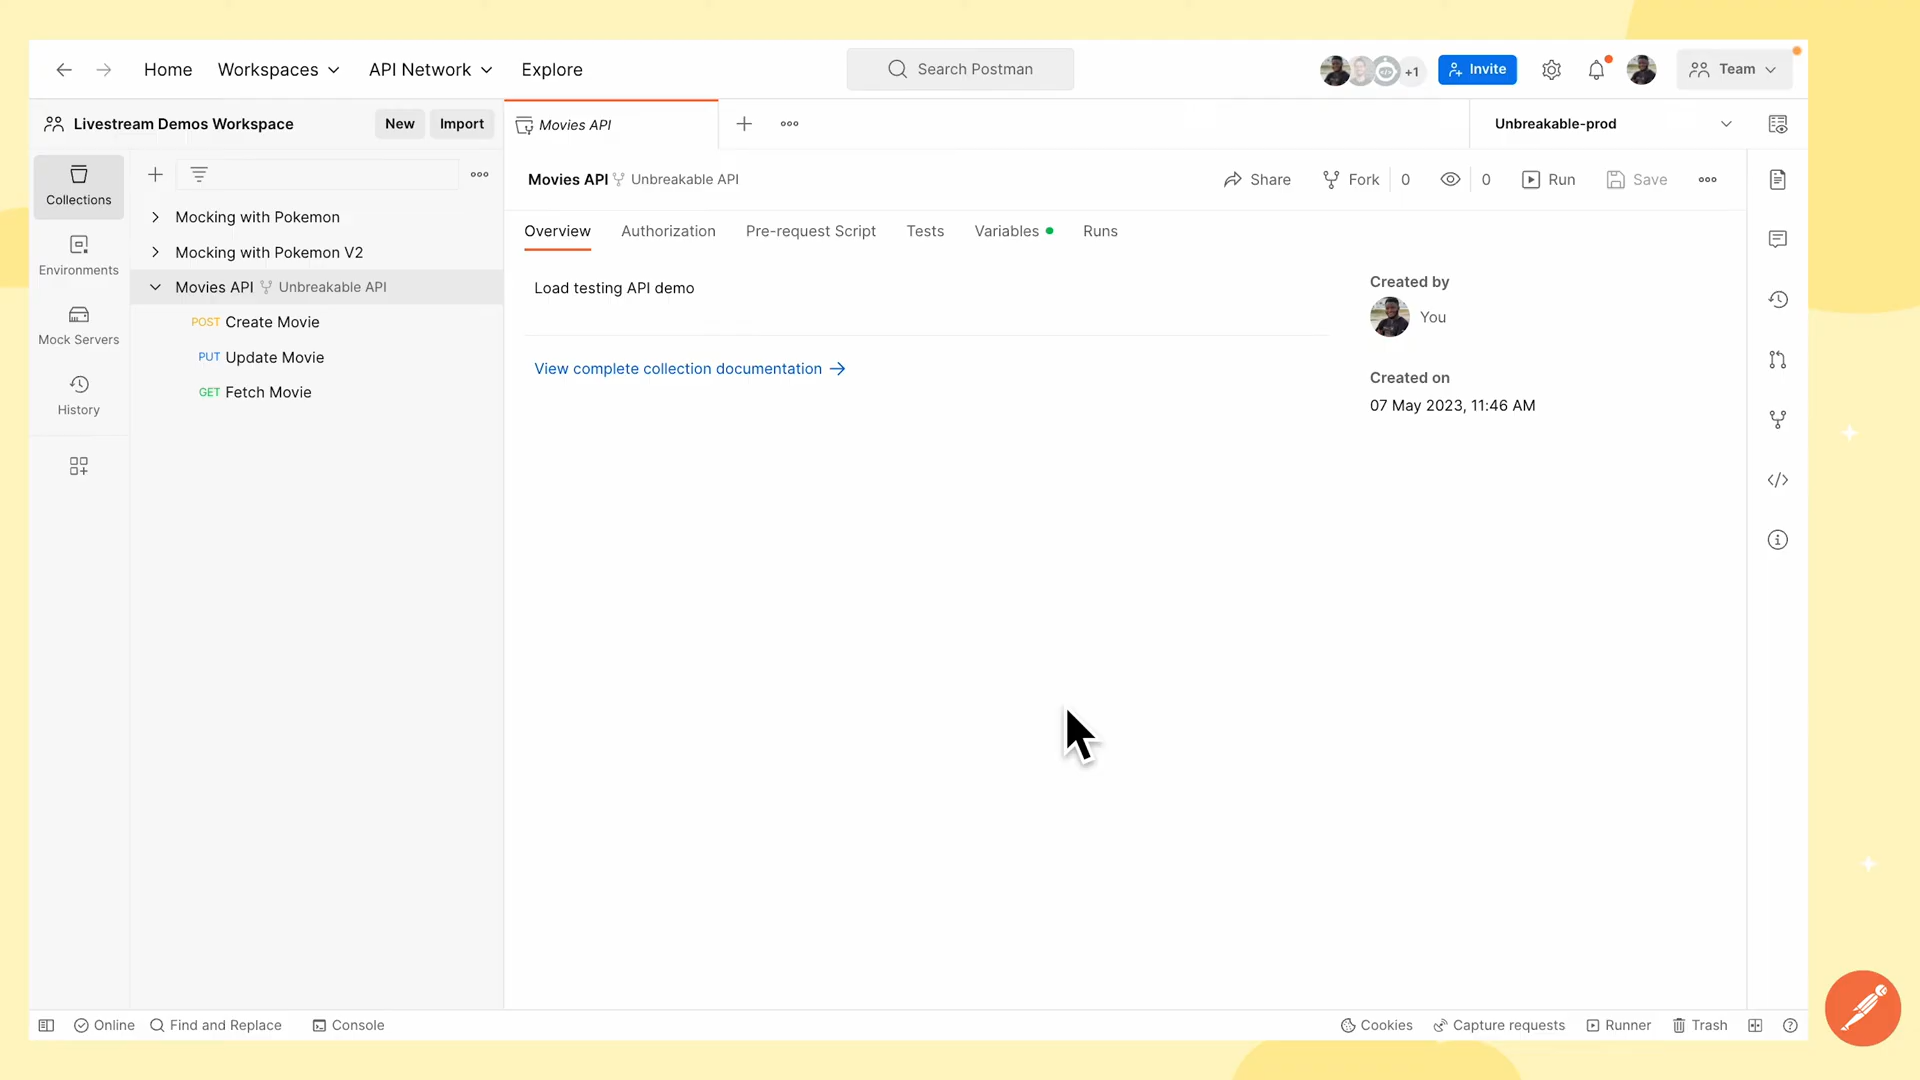 Home Workspaces API Network Explore Search Postman +1 Invite Team
Livestream Demos Workspace New Import Movies API Unbreakable-prod
Collections
Environments
Mock Servers
History
Mocking with Pokemon
Mocking with Pokemon V2
Movies API Unbreakable API
POST Create Movie
PUT Update Movie
GET Fetch Movie
Movies API Unbreakable API Share Fork 0 0 Run Save
Overview Authorization Pre-request Script Tests Variables Runs
Load testing API demo
View complete collection documentation →
Created by
You
Created on
07 May 2023, 11:46 AM
Online Find and Replace Console Cookies Capture requests Runner Trash